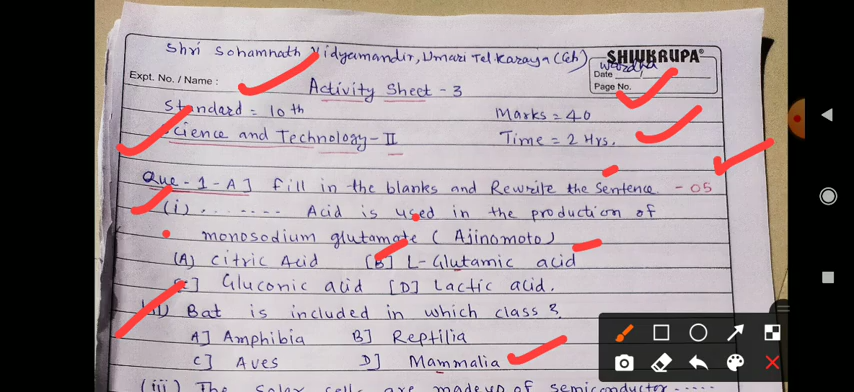 Shri Sohamnath Vidyamandir, Umari Tel. Karanja (Gh)
SHIVKRUPA®
Wardha
Expt. No. / Name :
Date
Activity Sheet - 3
Page No.
Standard = 10 th
Marks = 40
Science and Technology - II
Time = 2 Hrs.
Que - 1 - A] fill in the blanks and Rewrite the Sentence - 05
(i) ........ Acid is used in the production of
monosodium glutamate ( Ajinomoto )
(A) Citric Acid [B] L-Glutamic acid
[C] Gluconic acid [D] Lactic acid.
(ii) Bat is included in which class ?
A] Amphibia B] Reptilia
C] Aves D] Mammalia
(iii) The Solar cells are madeup of semiconductor .....